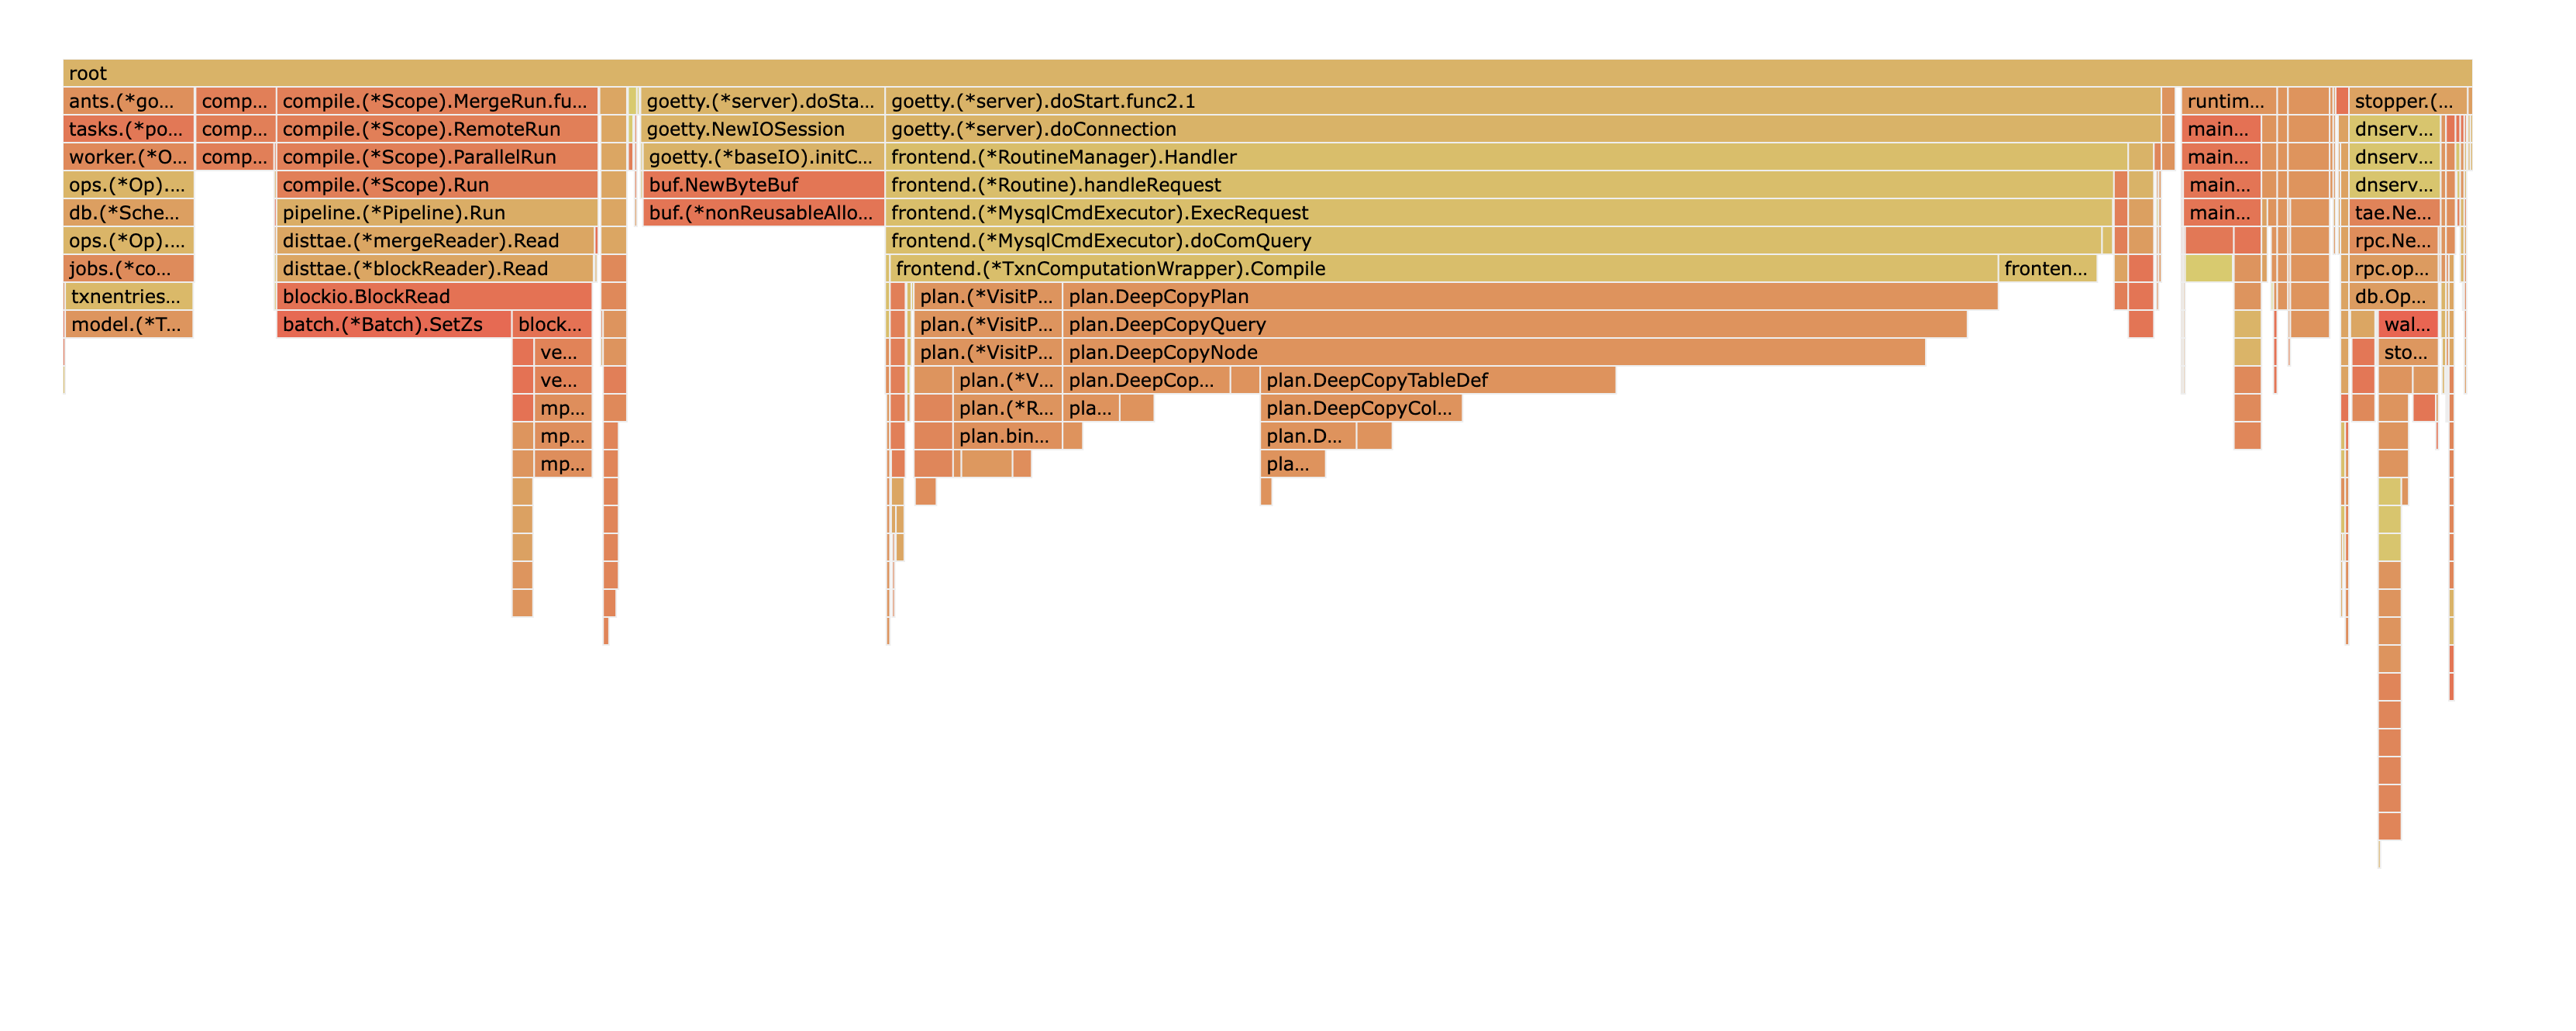 root
ants.(*go... comp... compile.(*Scope).MergeRun.fu... goetty.(*server).doSta... goetty.(*server).doStart.func2.1 runtim... stopper.(...
tasks.(*po... comp... compile.(*Scope).RemoteRun goetty.NewIOSession goetty.(*server).doConnection main... dnserv...
worker.(*O... comp... compile.(*Scope).ParallelRun goetty.(*baseIO).initC... frontend.(*RoutineManager).Handler main... dnserv...
ops.(*Op).... compile.(*Scope).Run buf.NewByteBuf frontend.(*Routine).handleRequest main... dnserv...
db.(*Sche... pipeline.(*Pipeline).Run buf.(*nonReusableAllo... frontend.(*MysqlCmdExecutor).ExecRequest main... tae.Ne...
ops.(*Op).... disttae.(*mergeReader).Read frontend.(*MysqlCmdExecutor).doComQuery rpc.Ne...
jobs.(*co... disttae.(*blockReader).Read frontend.(*TxnComputationWrapper).Compile fronten... rpc.op...
txnentries... blockio.BlockRead plan.(*VisitP... plan.DeepCopyPlan db.Op...
model.(*T... batch.(*Batch).SetZs block... plan.(*VisitP... plan.DeepCopyQuery wal...
ve... plan.(*VisitP... plan.DeepCopyNode sto...
ve... plan.(*V... plan.DeepCop... plan.DeepCopyTableDef
mp... plan.(*R... pla... plan.DeepCopyCol...
mp... plan.bin... plan.D...
mp... pla...